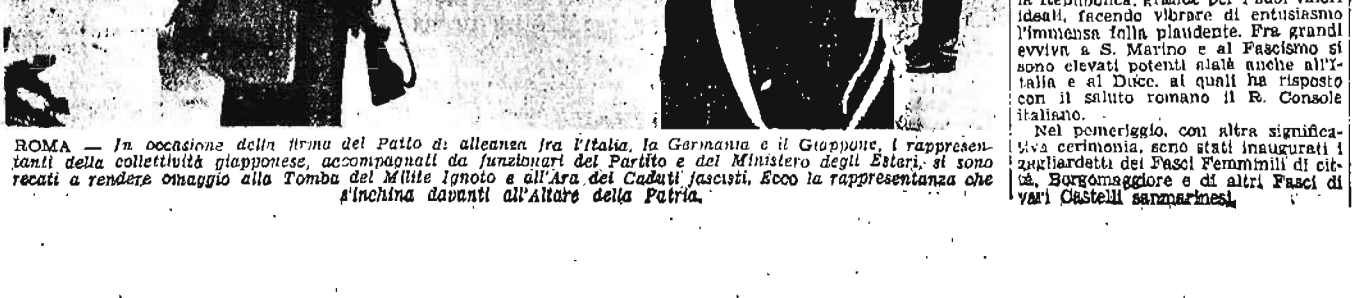 ROMA — In occasione della firma del Patto di alleanza fra l'Italia, la Germania e il Giappone, i rappresen-
tanti della collettività giapponese, accompagnati da funzionari del Partito e del Ministero degli Esteri, si sono
recati a rendere omaggio alla Tomba del Milite Ignoto e all'Ara dei Caduti fascisti. Ecco la rappresentanza che
s'inchina davanti all'Altare della Patria.
la Repubblica, grande per i suoi valori
ideali, facendo vibrare di entusiasmo
l'immensa folla plaudente. Fra grandi
evviva a S. Marino e al Fascismo si
sono elevati potenti alalà anche all'I-
talia e al Duce, ai quali ha risposto
con il saluto romano il R. Console
italiano.
Nel pomeriggio, con altra significa-
tiva cerimonia, sono stati inaugurati i
gagliardetti dei Fasci Femminili di cit-
tà, Borgomaggiore e di altri Fasci di
vari Castelli sanmarinesi.